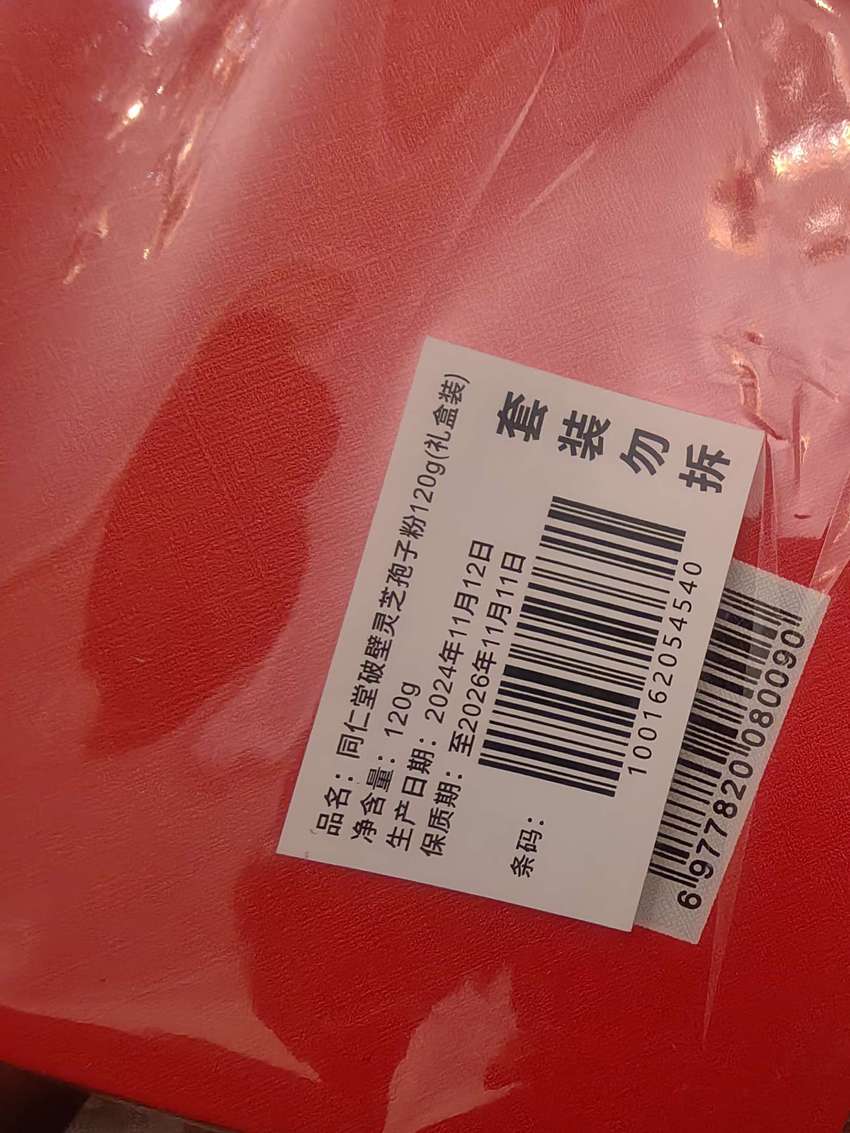 品名：同仁堂破壁灵芝孢子粉120g(礼盒装)
净含量：120g
生产日期：2024年11月12日
保质期：至2026年11月11日
条码：
100162054540
套装勿拆
6977820080090